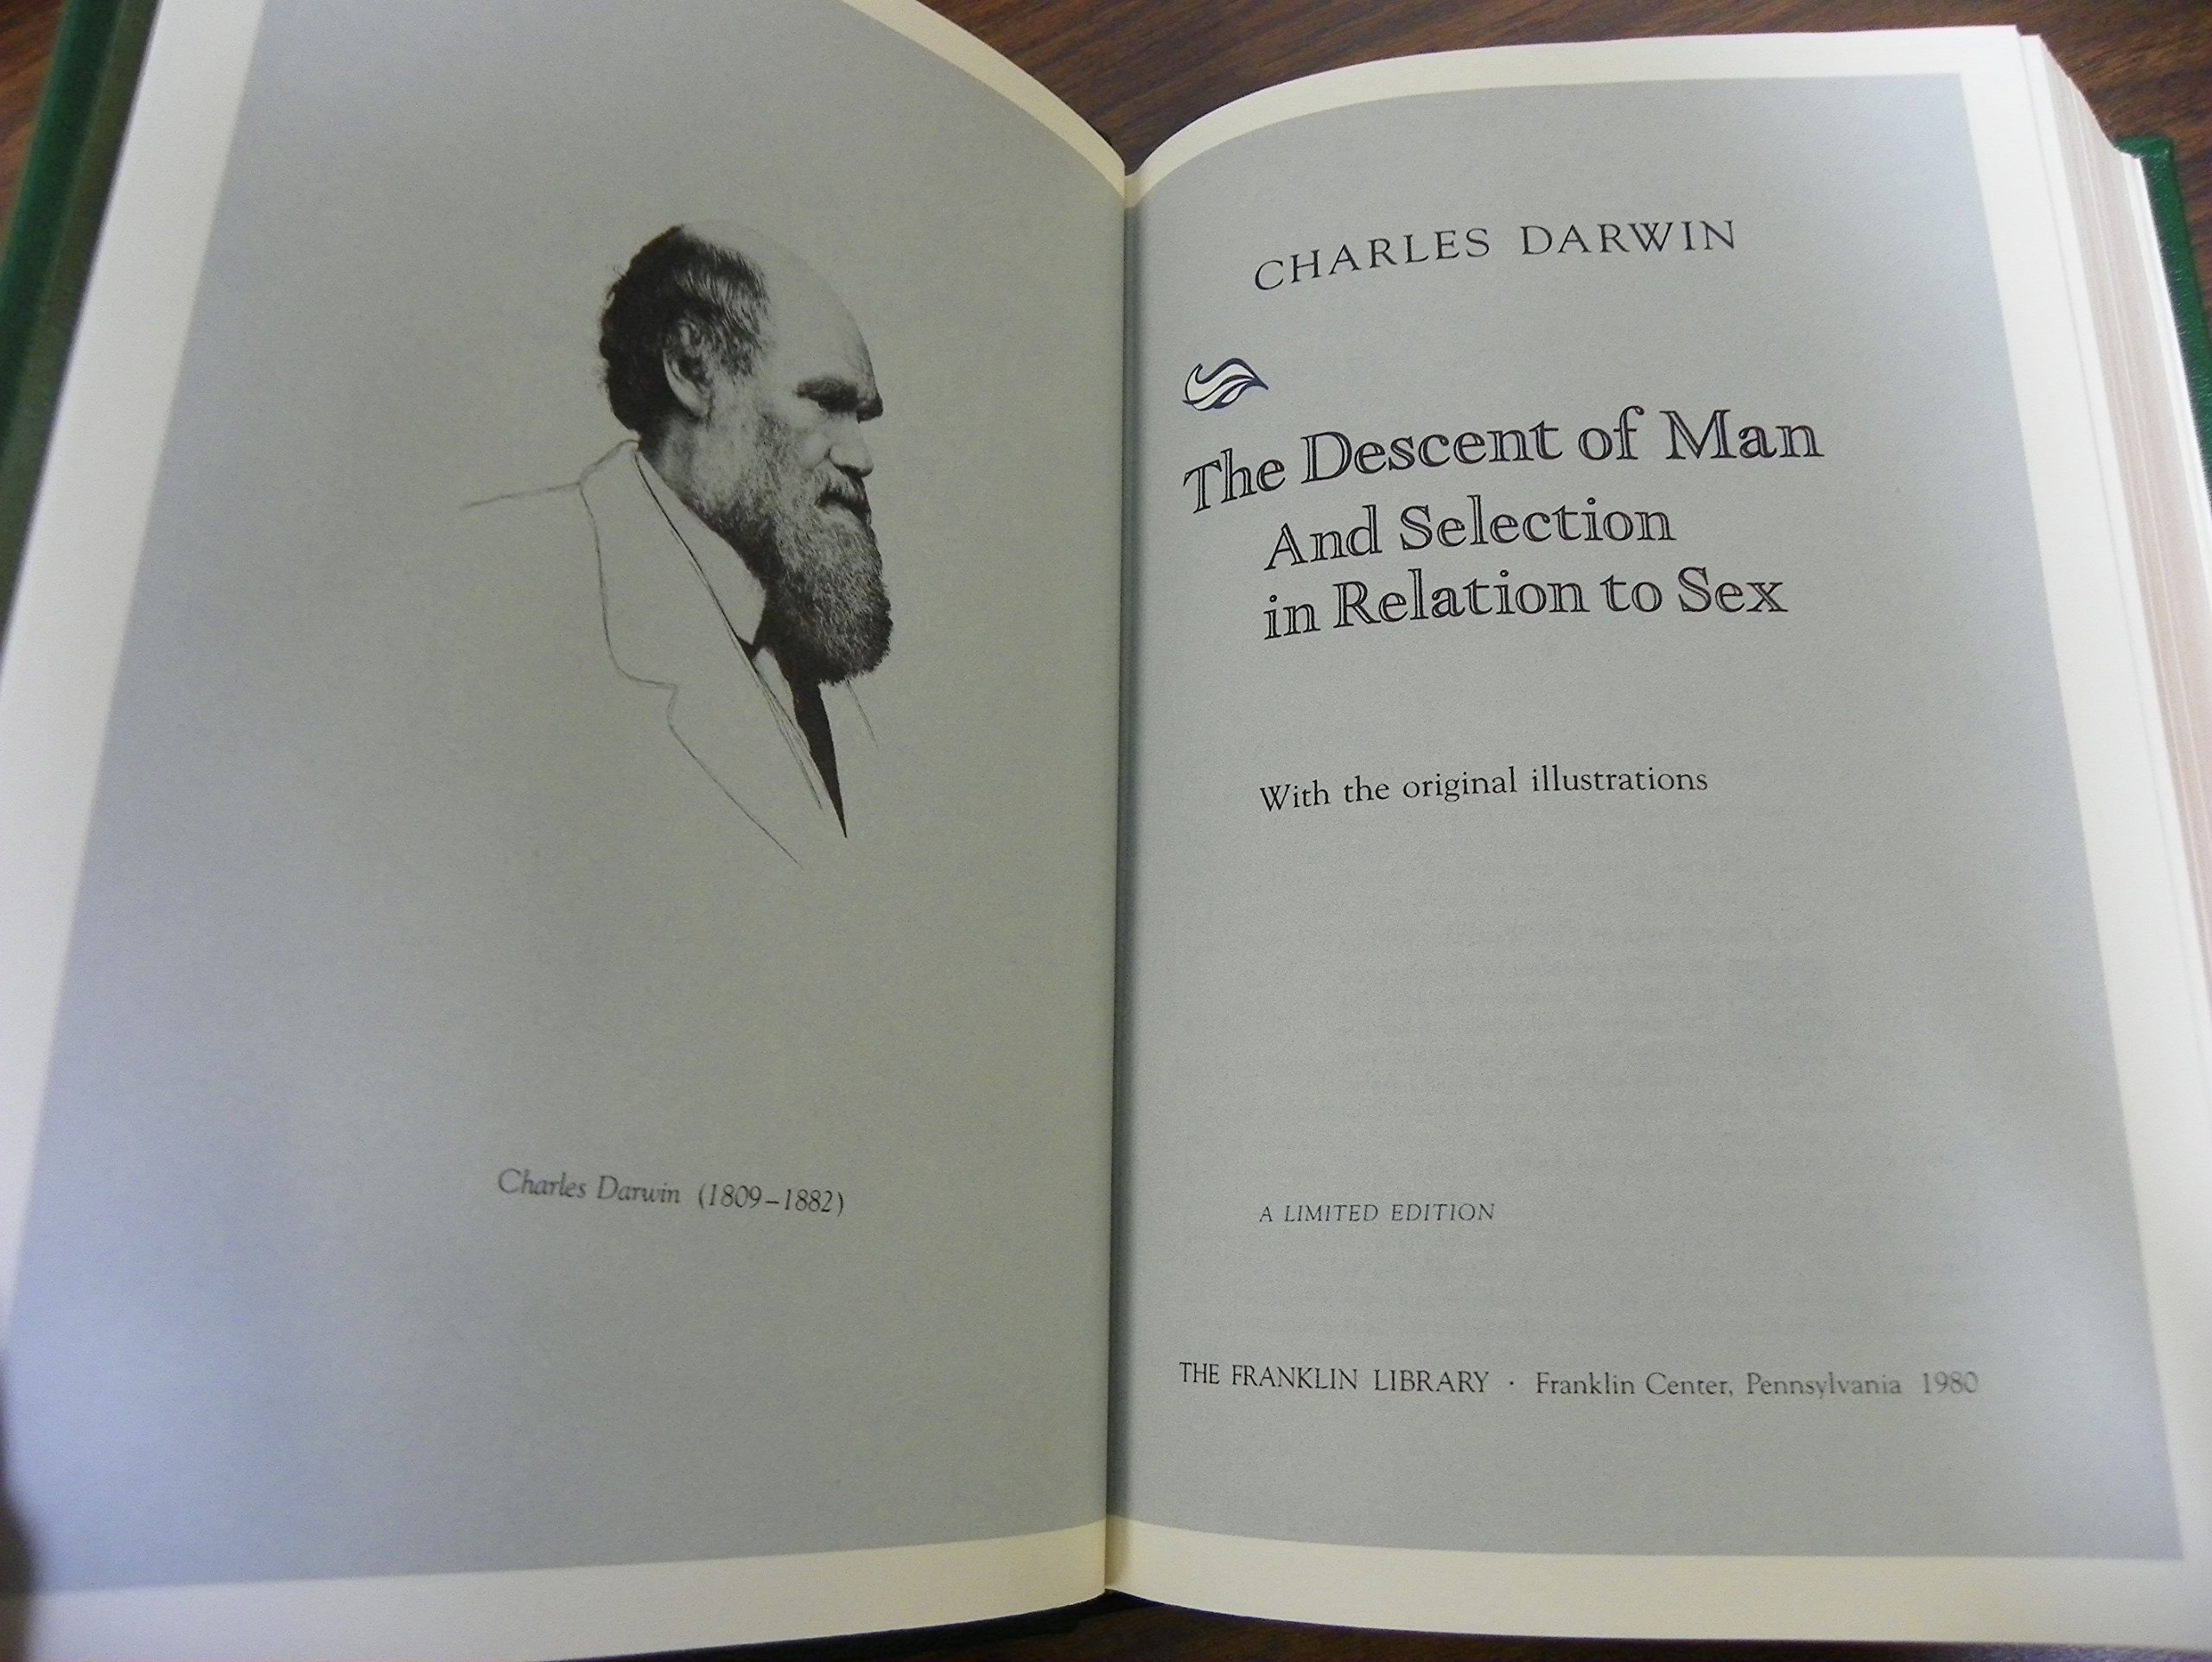 Charles Darwin (1809–1882)
CHARLES DARWIN
The Descent of Man
And Selection
in Relation to Sex
With the original illustrations
A LIMITED EDITION
THE FRANKLIN LIBRARY · Franklin Center, Pennsylvania 1980